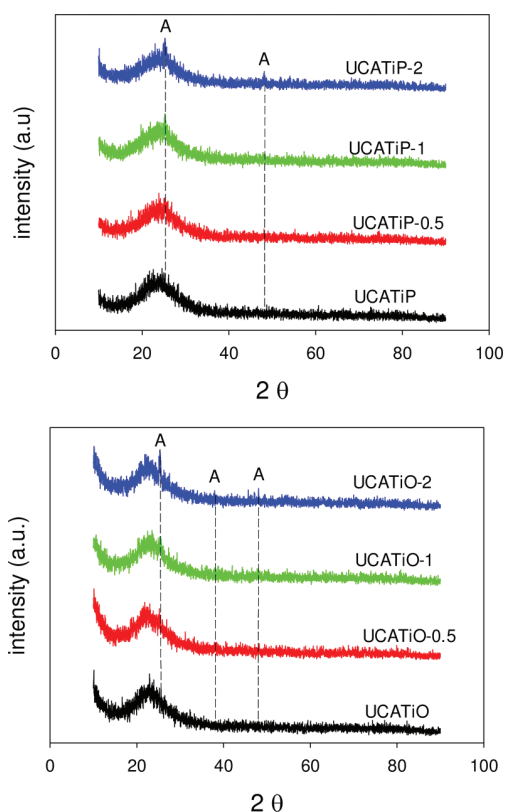 A
A
UCATiP-2
UCATiP-1
UCATiP-0.5
UCATiP
intensity (a.u)
0 20 40 60 80 100
2 θ
A
A
A
UCATiO-2
UCATiO-1
UCATiO-0.5
UCATiO
intensity (a.u.)
0 20 40 60 80 100
2 θ